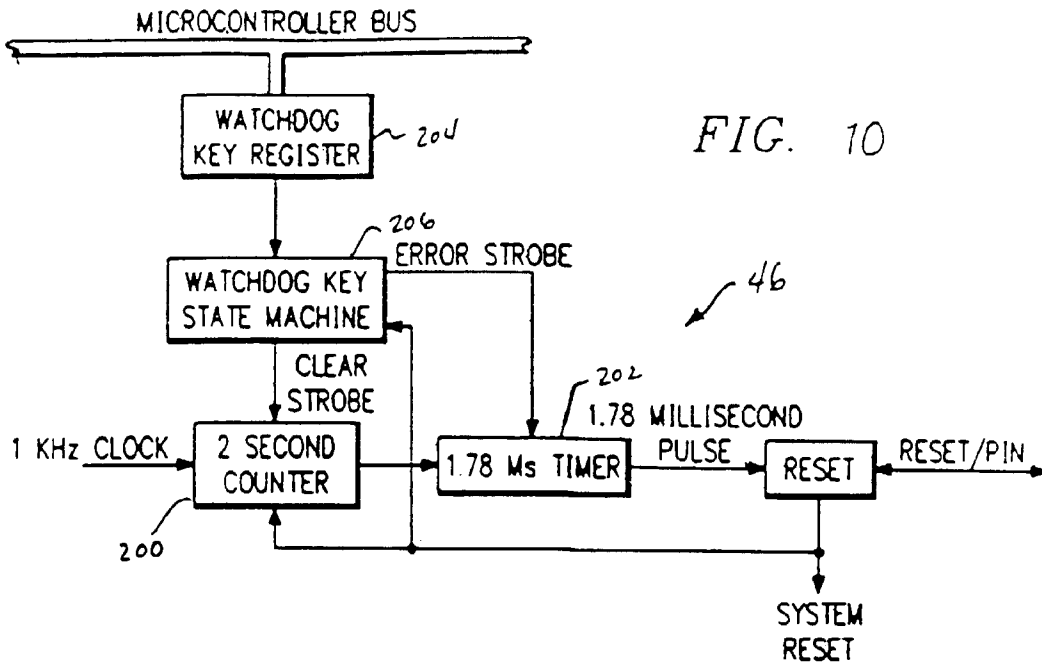 MICROCONTROLLER BUS
WATCHDOG
KEY REGISTER
204
FIG. 10
206
ERROR STROBE
WATCHDOG KEY
STATE MACHINE
46
CLEAR
STROBE
202
1.78 MILLISECOND
PULSE
1 KHz CLOCK
2 SECOND
COUNTER
1.78 Ms TIMER
RESET
RESET/PIN
200
SYSTEM
RESET